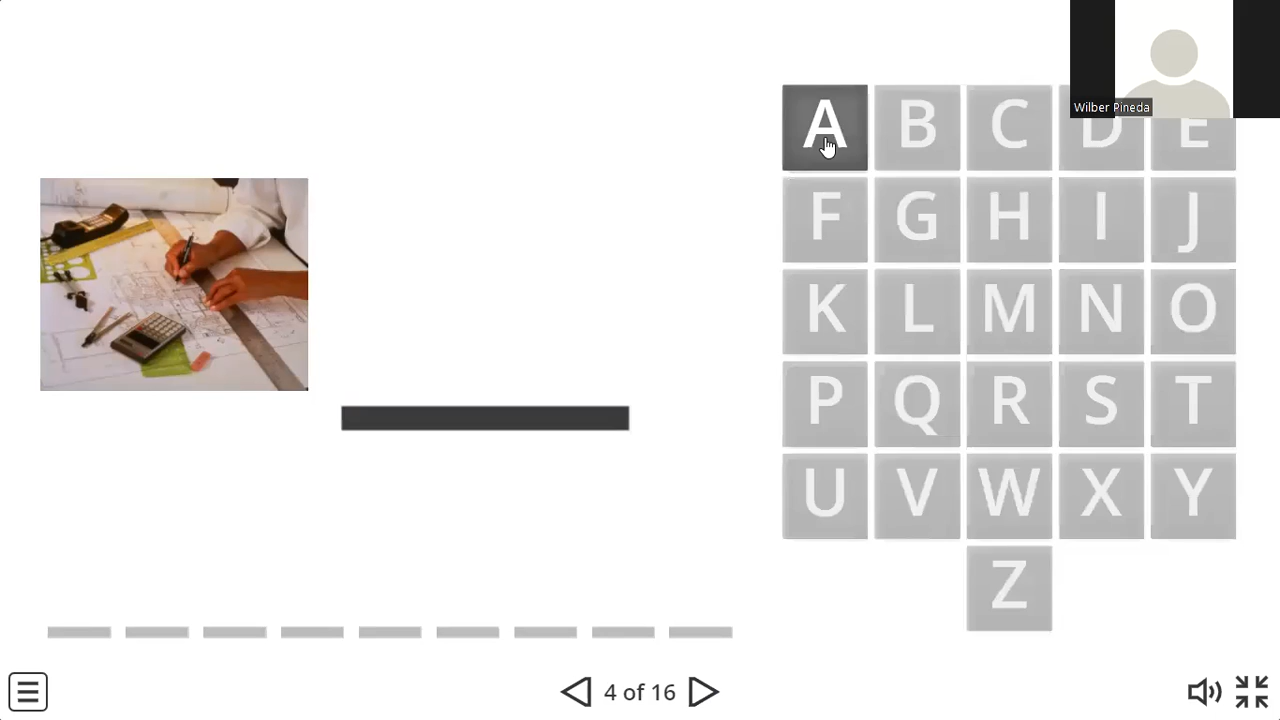 A B C D E
Wilber Pineda
F G H I J
K L M N O
P Q R S T
U V W X Y
Z
4 of 16